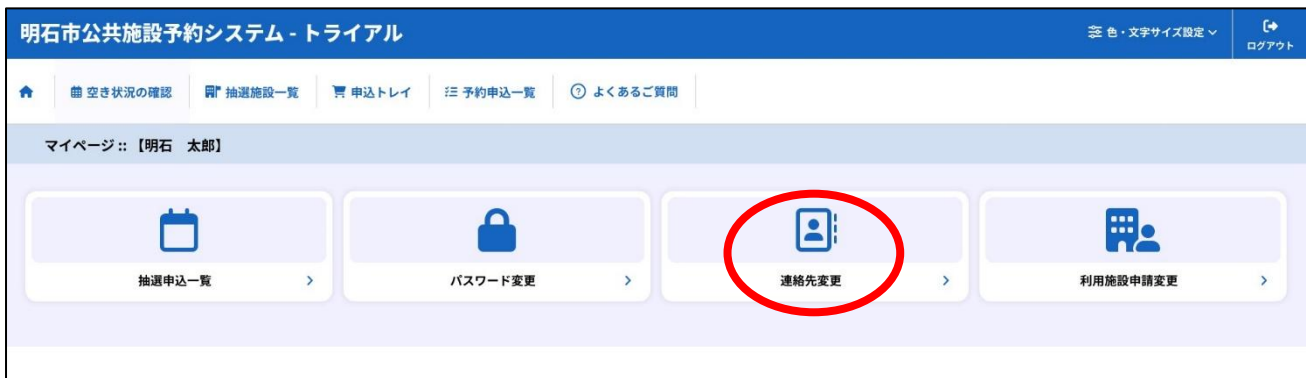 明石市公共施設予約システム - トライアル
色・文字サイズ設定
ログアウト
空き状況の確認
抽選施設一覧
申込トレイ
予約申込一覧
よくあるご質問
マイページ :: 【明石 太郎】
抽選申込一覧
パスワード変更
連絡先変更
利用施設申請変更